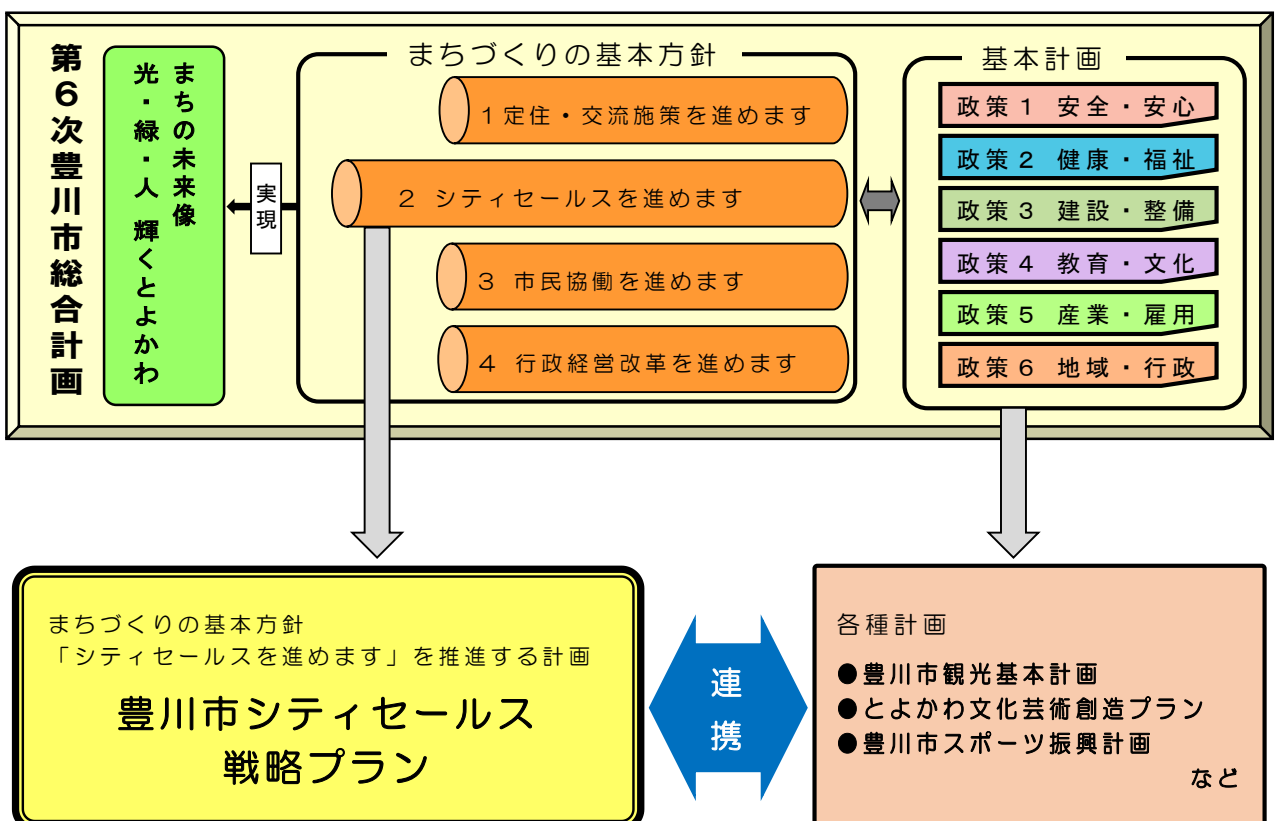 第6次豊川市総合計画
まちの未来像
光・緑・人 輝くとよかわ
実現
まちづくりの基本方針
1定住・交流施策を進めます
2 シティセールスを進めます
3 市民協働を進めます
4 行政経営改革を進めます
基本計画
政策1 安全・安心
政策2 健康・福祉
政策3 建設・整備
政策4 教育・文化
政策5 産業・雇用
政策6 地域・行政
まちづくりの基本方針
「シティセールスを進めます」を推進する計画
豊川市シティセールス
戦略プラン
連携
各種計画
●豊川市観光基本計画
●とよかわ文化芸術創造プラン
●豊川市スポーツ振興計画
など